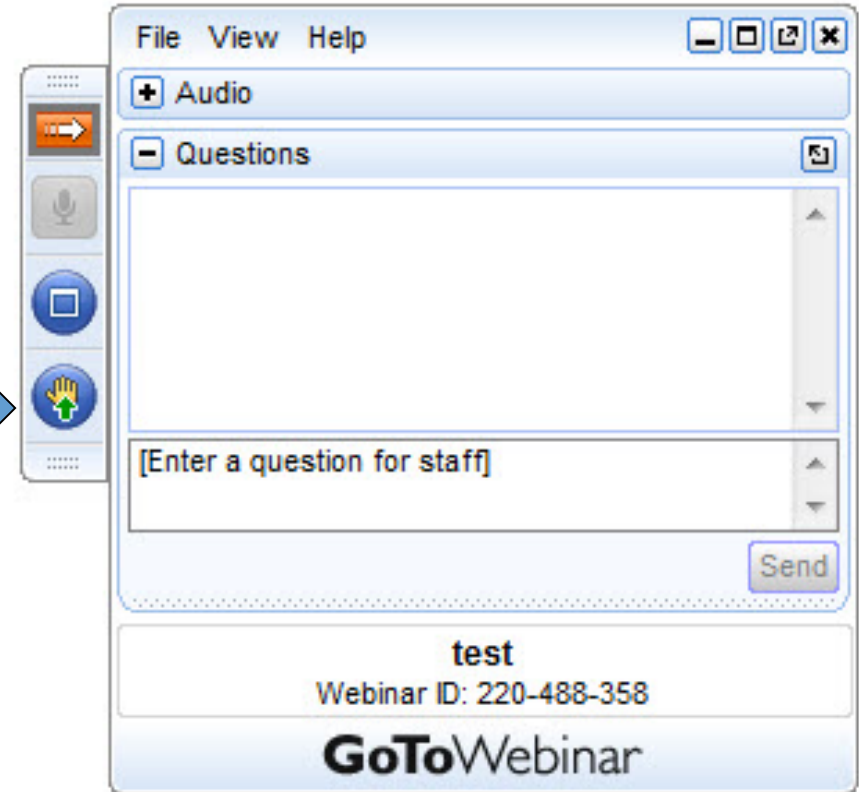 File View Help
Audio
Questions
[Enter a question for staff]
Send
test
Webinar ID: 220-488-358
GoToWebinar